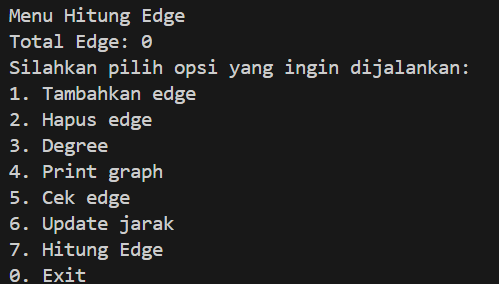 Menu Hitung Edge
Total Edge: 0
Silahkan pilih opsi yang ingin dijalankan:
1. Tambahkan edge
2. Hapus edge
3. Degree
4. Print graph
5. Cek edge
6. Update jarak
7. Hitung Edge
0. Exit